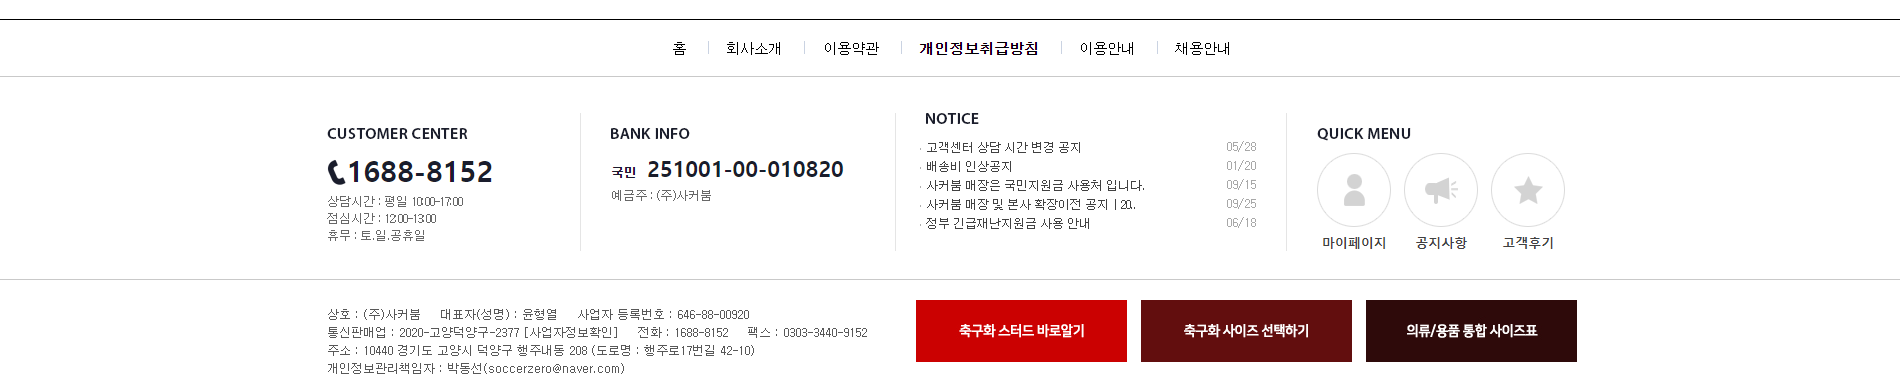 홈 회사소개 이용약관 개인정보취급방침 이용안내 채용안내
CUSTOMER CENTER
1688-8152
상담시간 : 평일 10:00~17:00
점심시간 : 12:00~13:00
휴무 : 토.일.공휴일
BANK INFO
국민 251001-00-010820
예금주 : (주)사커붐
NOTICE
· 고객센터 상담 시간 변경 공지 05/28
· 배송비 인상공지 01/20
· 사커붐 매장은 국민지원금 사용처 입니다. 09/15
· 사커붐 매장 및 본사 확장이전 공지 ㅣ20.. 09/25
· 정부 긴급재난지원금 사용 안내 06/18
QUICK MENU
마이페이지 공지사항 고객후기
상호 : (주)사커붐 대표자(성명) : 윤형열 사업자 등록번호 : 646-88-00920
통신판매업 : 2020-고양덕양구-2377 [사업자정보확인] 전화 : 1688-8152 팩스 : 0303-3440-9152
주소 : 10440 경기도 고양시 덕양구 행주내동 208 (도로명 : 행주로17번길 42-10)
개인정보관리책임자 : 박동선(soccerzero@naver.com)
축구화 스터드 바로알기
축구화 사이즈 선택하기
의류/용품 통합 사이즈표